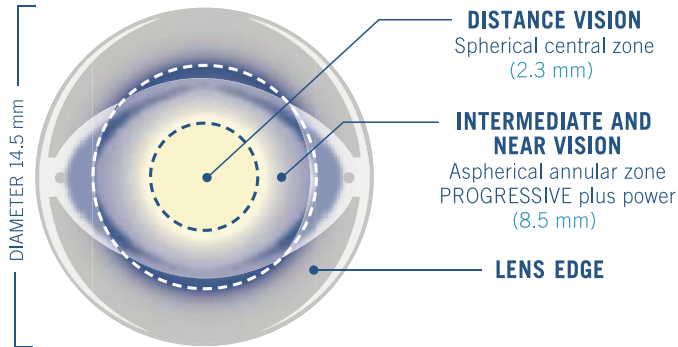 DIAMETER 14.5 mm
DISTANCE VISION
Spherical central zone
(2.3 mm)
INTERMEDIATE AND
NEAR VISION
Aspherical annular zone
PROGRESSIVE plus power
(8.5 mm)
LENS EDGE